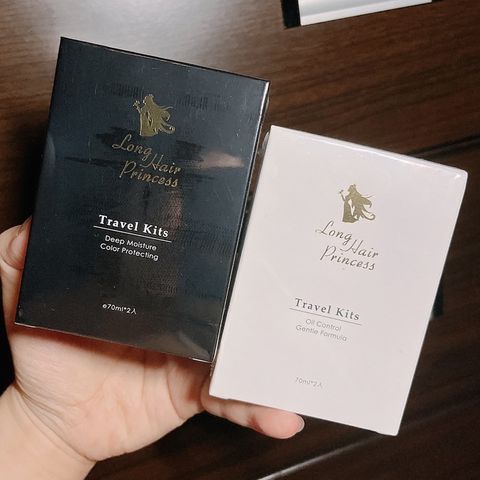 Long
Hair
Princess
Travel Kits
Deep Moisture
Color Protecting
℮70ml*2入
Long
Hair
Princess
Travel Kits
Oil Control
Gentle Formula
70ml*2入